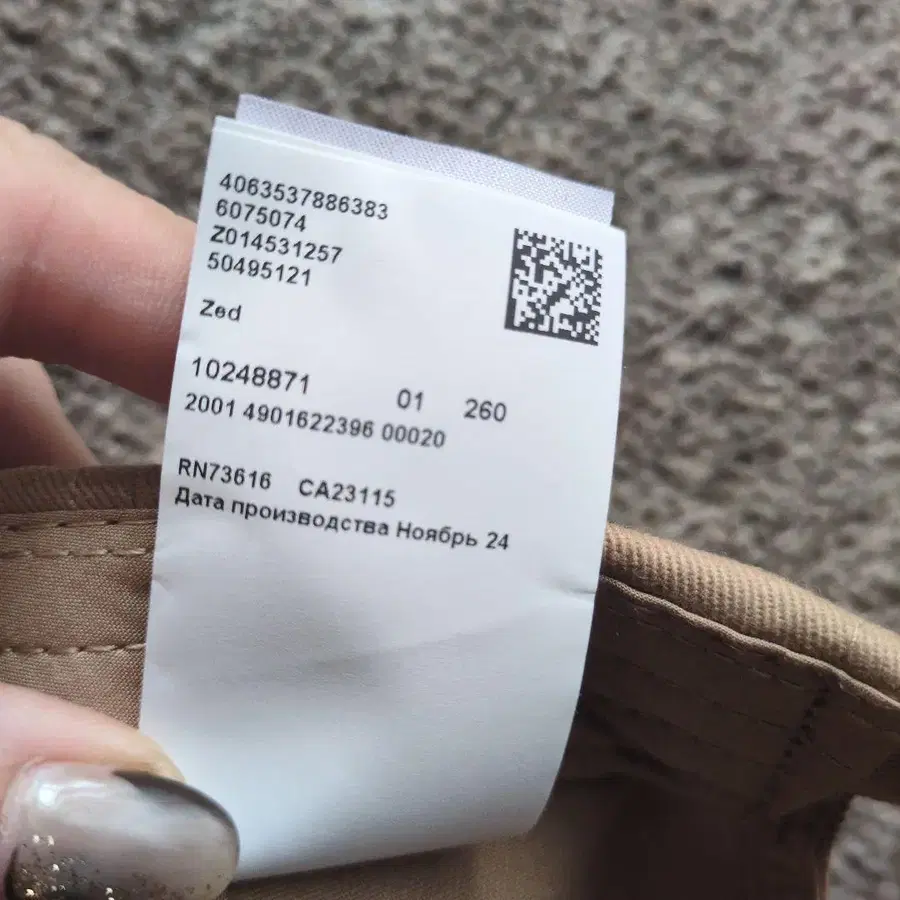 4063537886383
6075074
Z014531257
50495121
Zed
10248871 01 260
2001 4901622396 00020
RN73616 CA23115
Дата производства Ноябрь 24